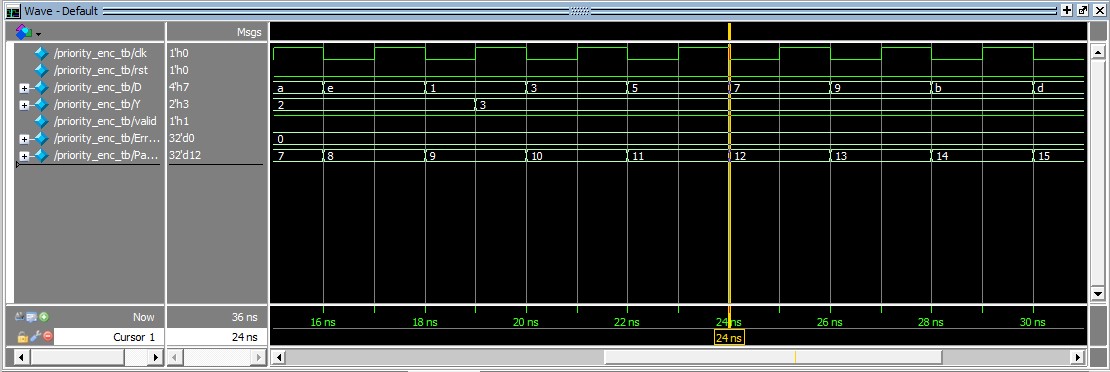 Wave - Default
Msgs
/priority_enc_tb/clk 1'h0
/priority_enc_tb/rst 1'h0
/priority_enc_tb/D 4'h7 a e 1 3 5 7 9 b d
/priority_enc_tb/Y 2'h3 2 3
/priority_enc_tb/valid 1'h1
/priority_enc_tb/Err... 32'd0 0
/priority_enc_tb/Pa... 32'd12 7 8 9 10 11 12 13 14 15
Now 36 ns 16 ns 18 ns 20 ns 22 ns 24 ns 26 ns 28 ns 30 ns
Cursor 1 24 ns 24 ns